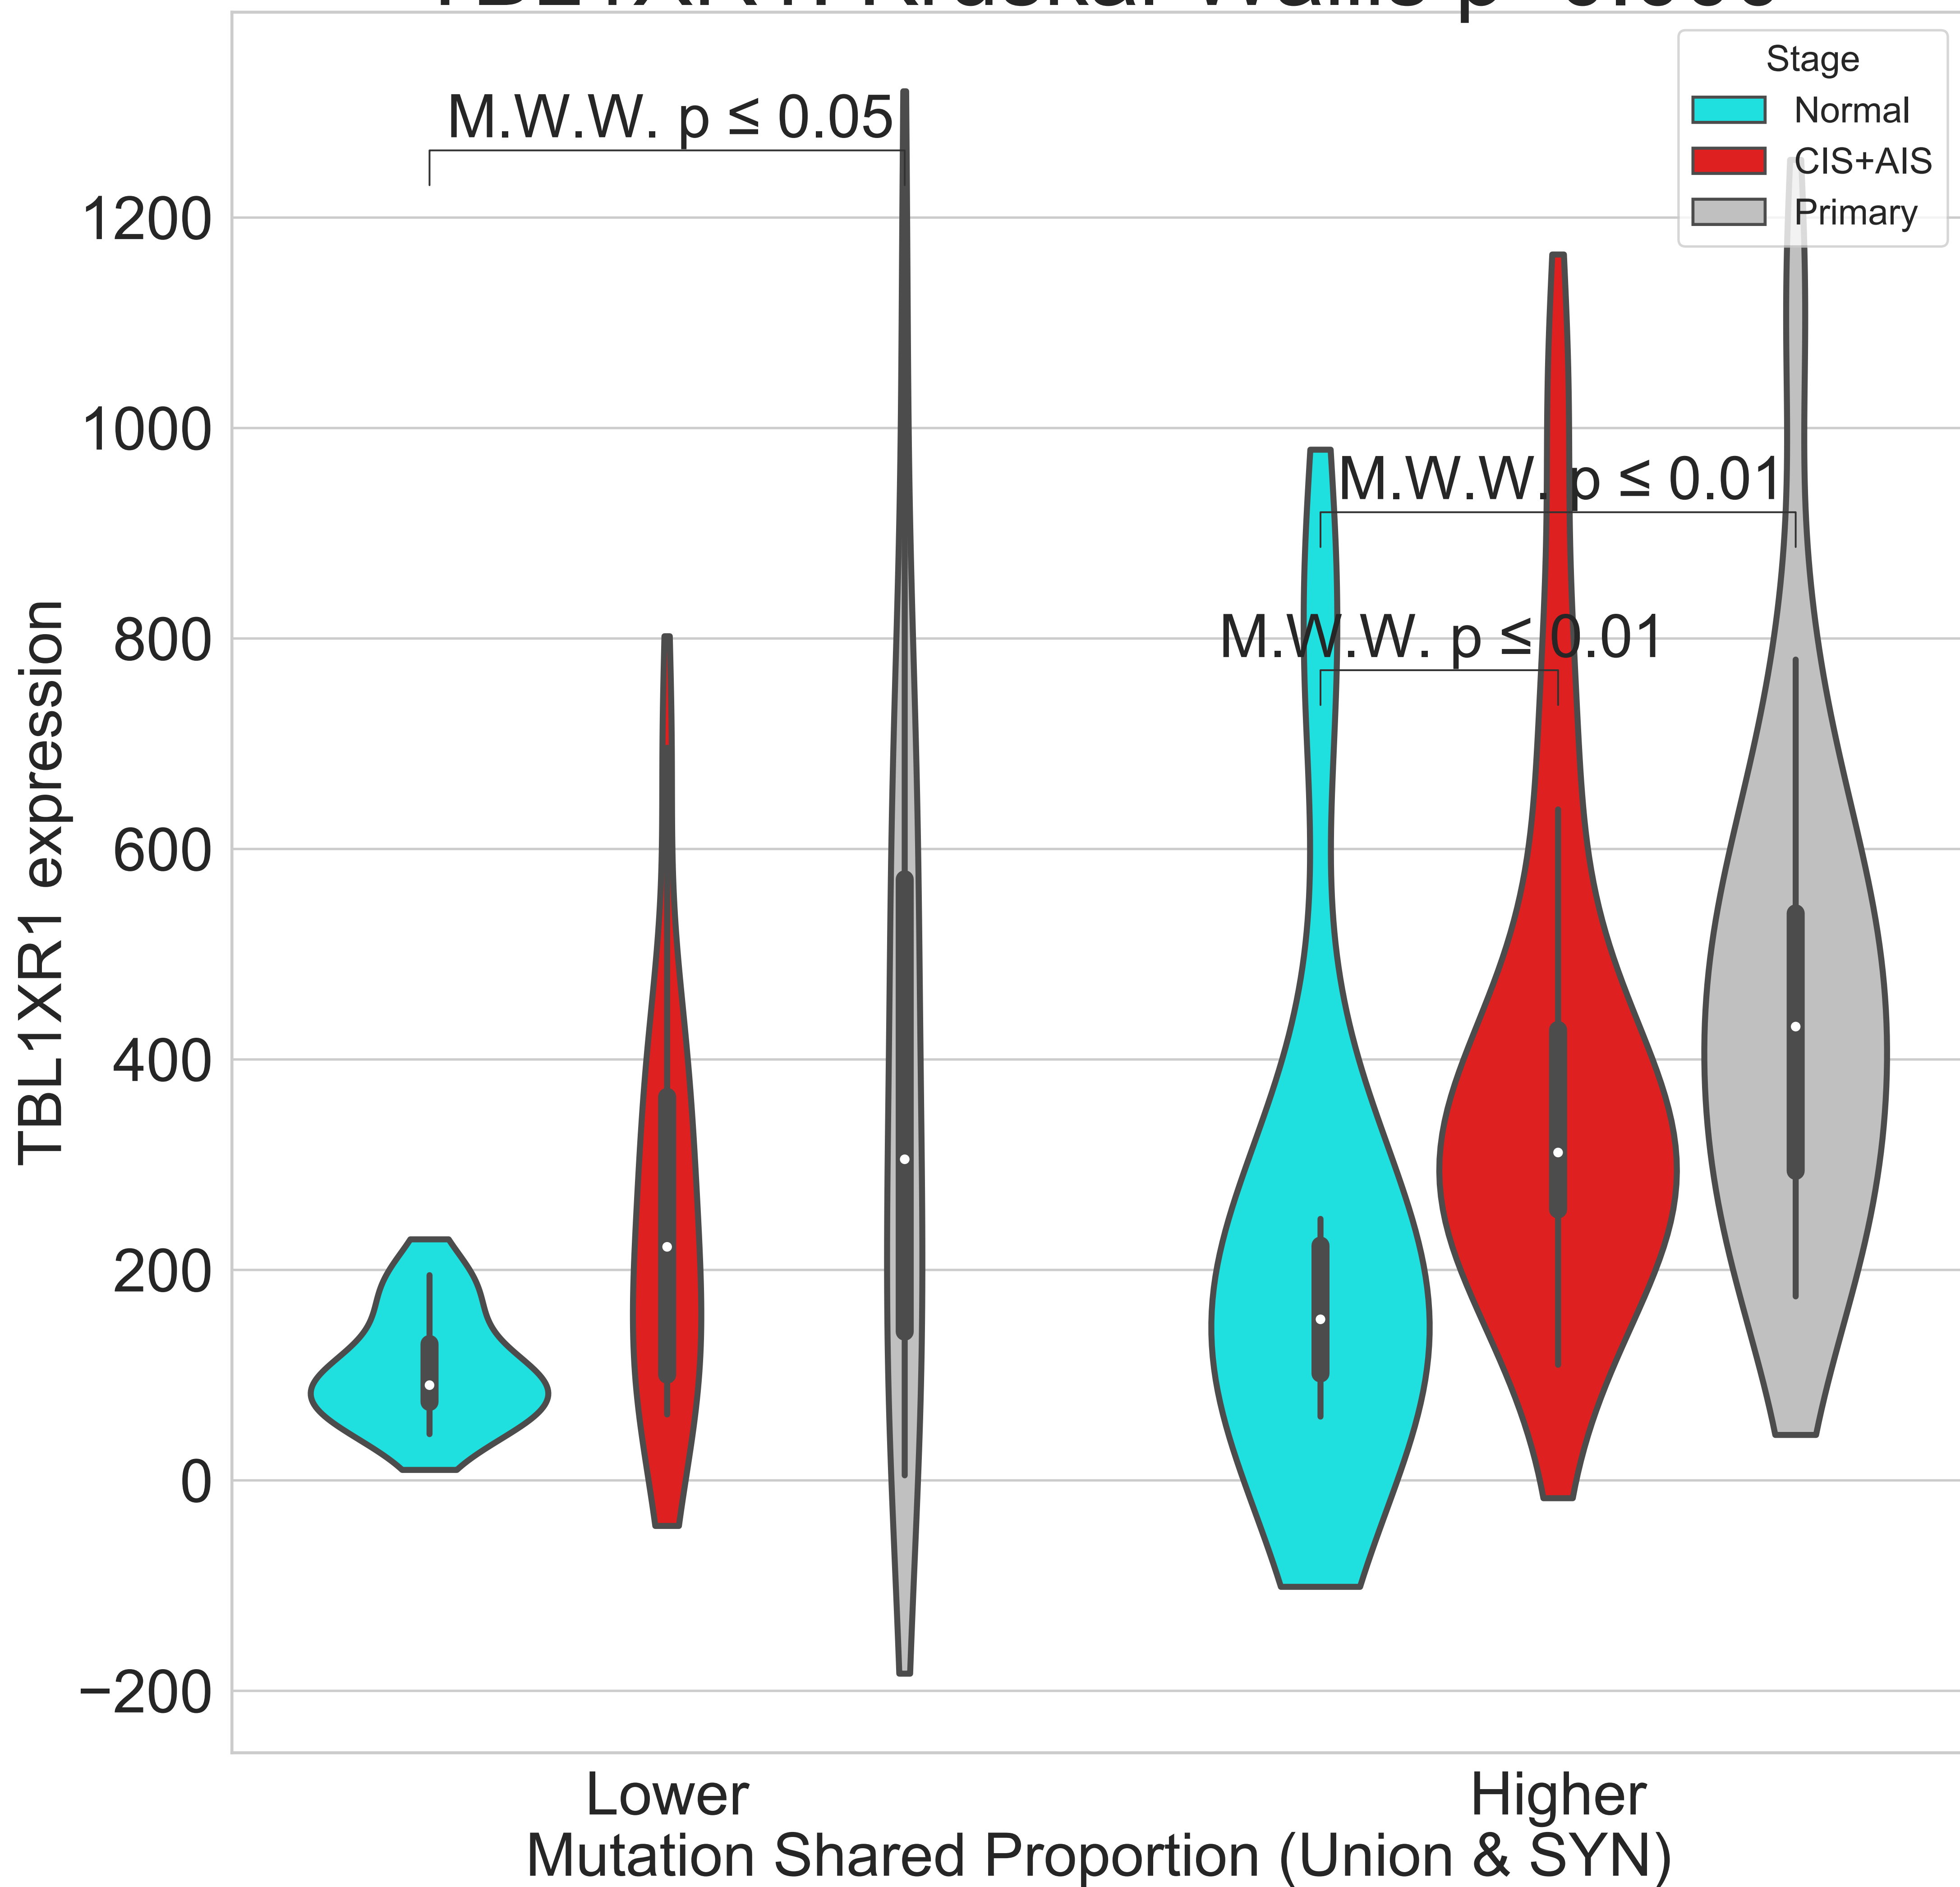 Stage
Normal
CIS+AIS
Primary
M.W.W. p ≤ 0.05
M.W.W. p ≤ 0.01
M.W.W. p ≤ 0.01
1200
1000
800
600
400
200
0
−200
TBL1XR1 expression
Lower
Higher
Mutation Shared Proportion (Union & SYN)